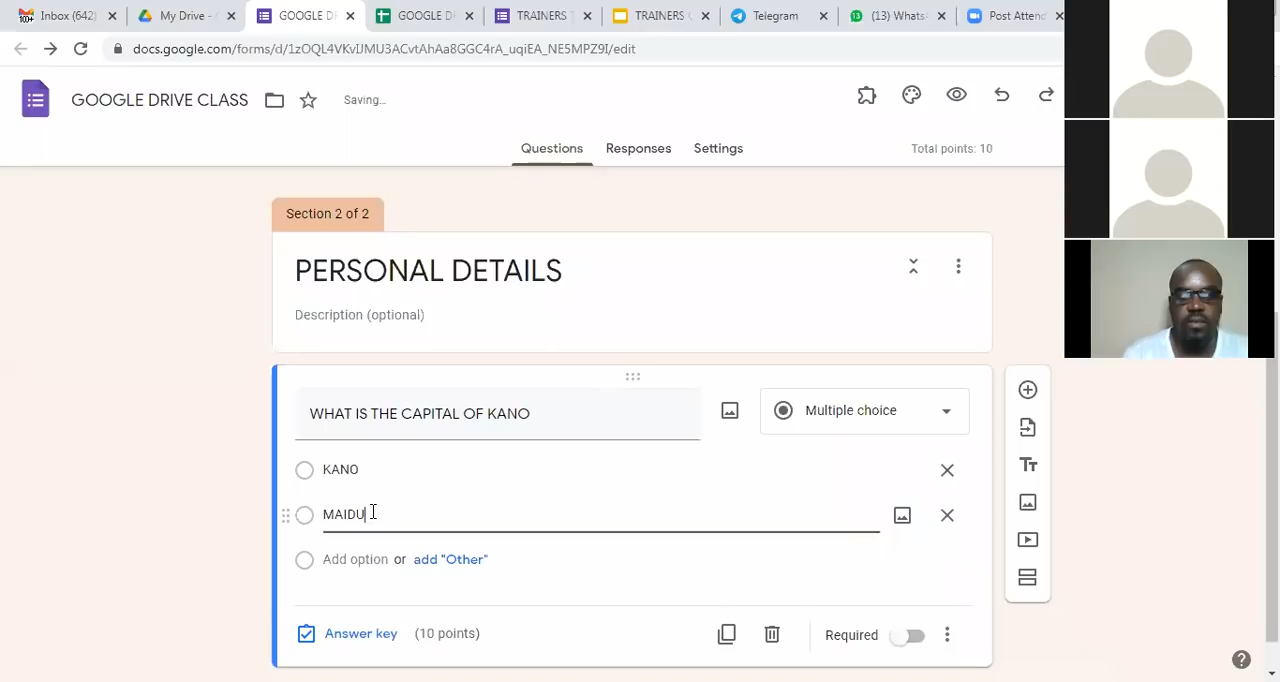 Inbox (642) My Drive - GOOGLE D GOOGLE D TRAINERS TRAINERS Telegram (13) Whats Post Attend
docs.google.com/forms/d/
GOOGLE DRIVE CLASS Saving...
Questions Responses Settings Total points: 10
Section 2 of 2
PERSONAL DETAILS
Description (optional)
WHAT IS THE CAPITAL OF KANO Multiple choice
KANO
MAIDU
Add option or add "Other"
Answer key (10 points) Required